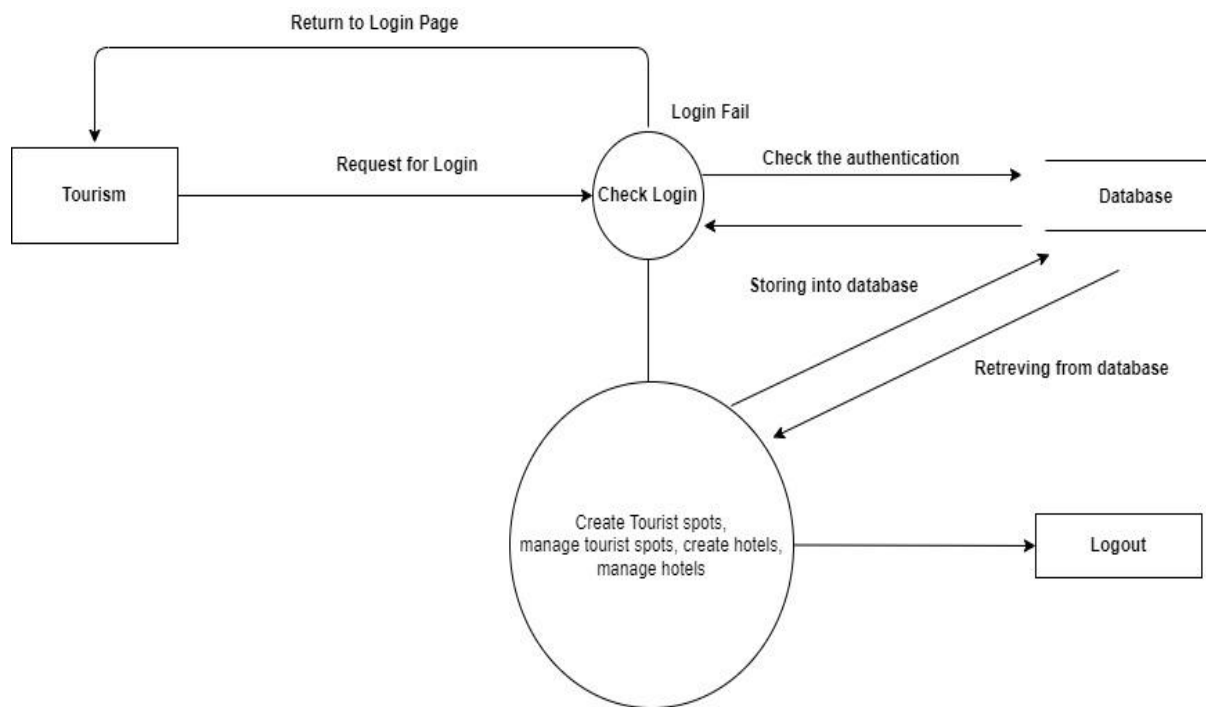 Return to Login Page
Login Fail
Request for Login
Check the authentication
Tourism
Check Login
Database
Storing into database
Retreving from database
Create Tourist spots,
manage tourist spots, create hotels,
manage hotels
Logout